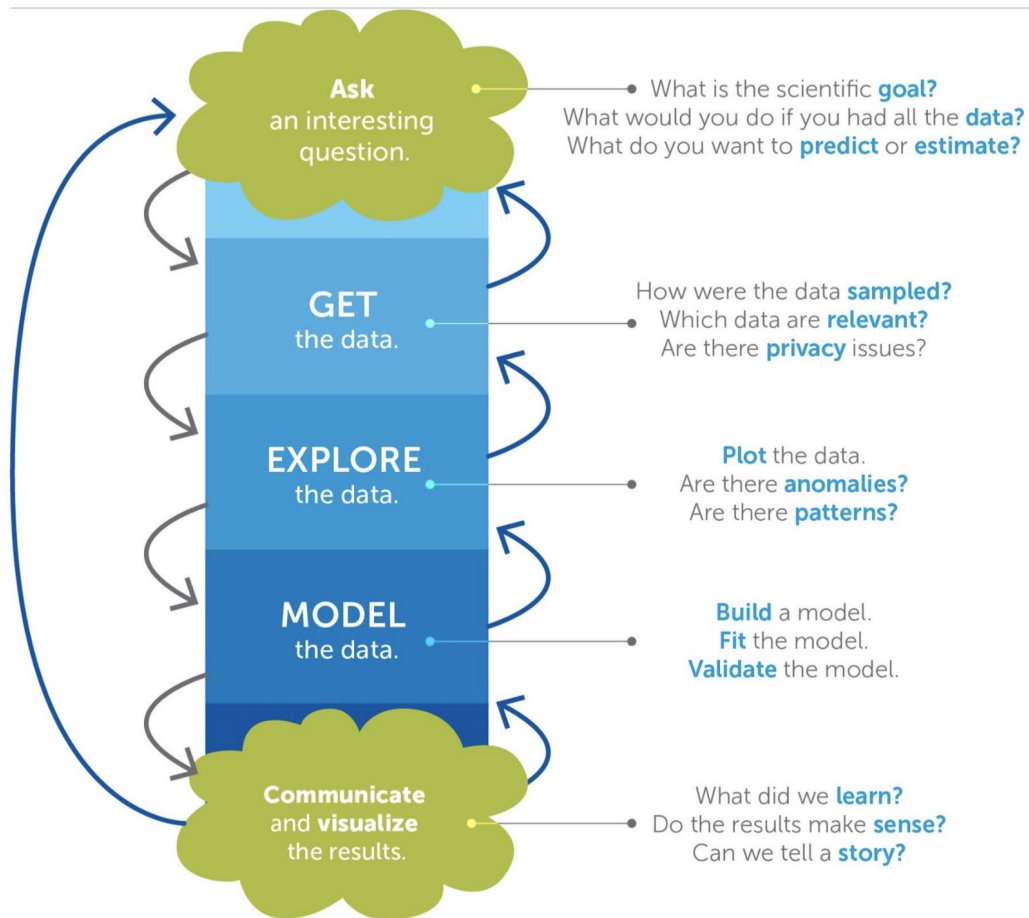 Ask
an interesting
question.
What is the scientific goal?
What would you do if you had all the data?
What do you want to predict or estimate?
GET
the data.
How were the data sampled?
Which data are relevant?
Are there privacy issues?
EXPLORE
the data.
Plot the data.
Are there anomalies?
Are there patterns?
MODEL
the data.
Build a model.
Fit the model.
Validate the model.
Communicate
and visualize
the results.
What did we learn?
Do the results make sense?
Can we tell a story?